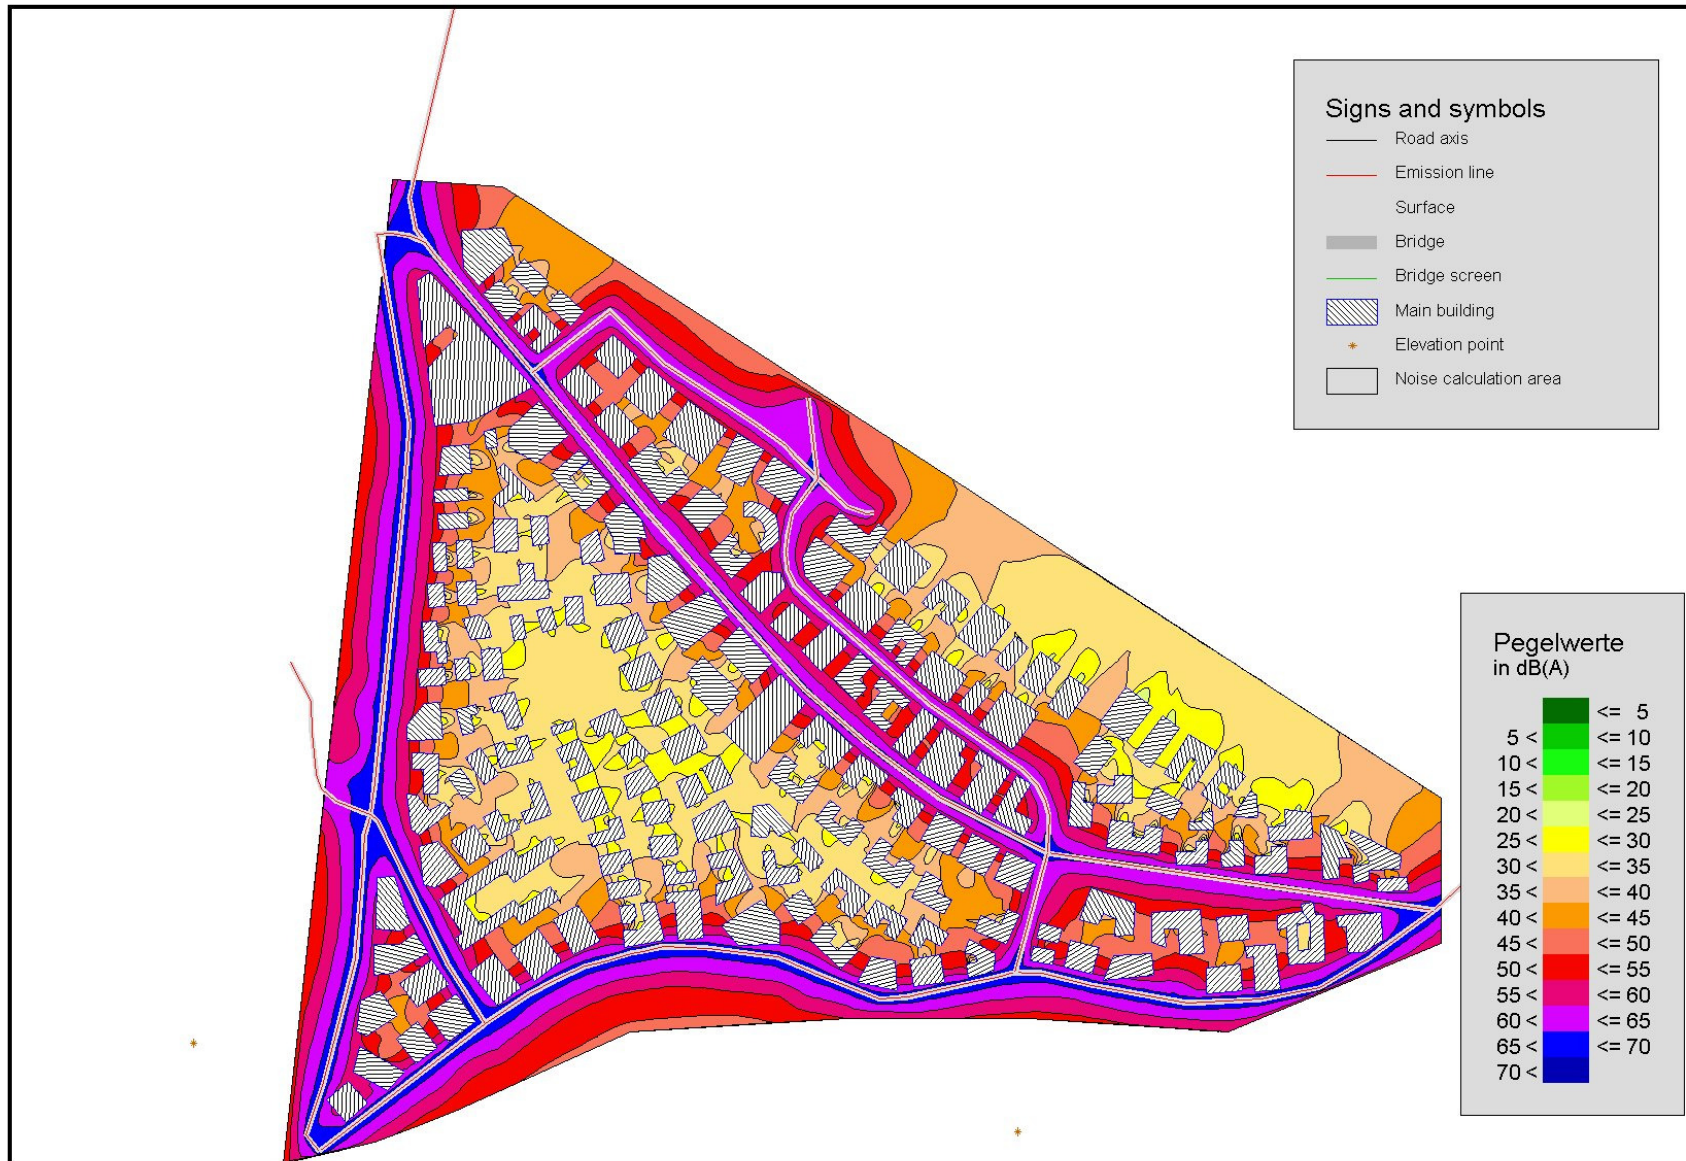 Signs and symbols
Road axis
Emission line
Surface
Bridge
Bridge screen
Main building
Elevation point
Noise calculation area
Pegelwerte
in dB(A)
<= 5
5 < <= 10
10 < <= 15
15 < <= 20
20 < <= 25
25 < <= 30
30 < <= 35
35 < <= 40
40 < <= 45
45 < <= 50
50 < <= 55
55 < <= 60
60 < <= 65
65 < <= 70
70 <